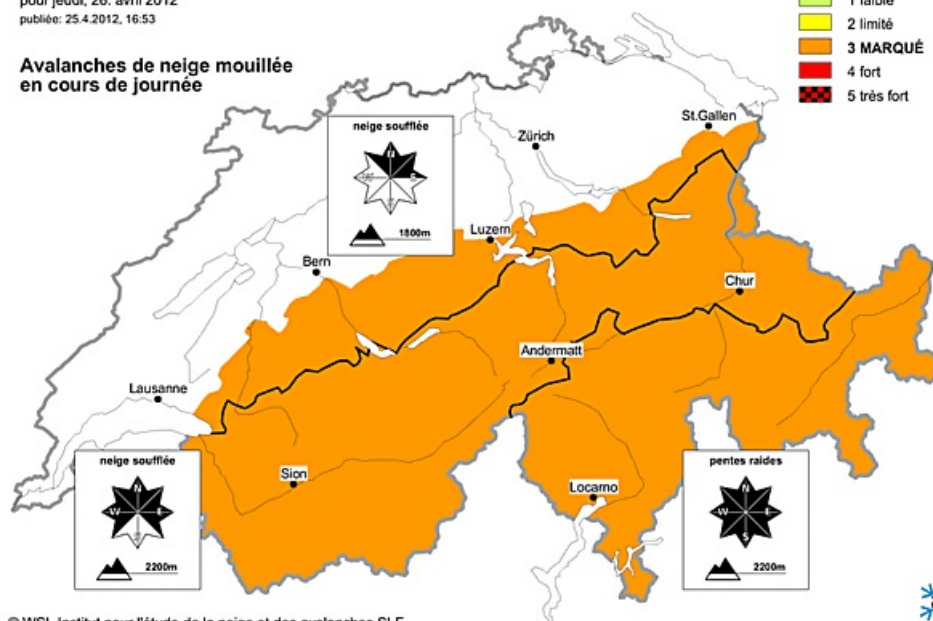 pour jeudi, 26. avril 2012
publiée: 25.4.2012, 16:53
Avalanches de neige mouillée
en cours de journée
1 faible
2 limité
3 MARQUÉ
4 fort
5 très fort
St.Gallen
Zürich
neige soufflée
N
E
1800m
Luzern
Bern
Chur
Andermatt
Lausanne
Sion
Locarno
neige soufflée
N
W
E
2200m
pentes raides
N
W
E
S
2200m
© WSL Institut pour l'étude de la neige et des avalanches SLF